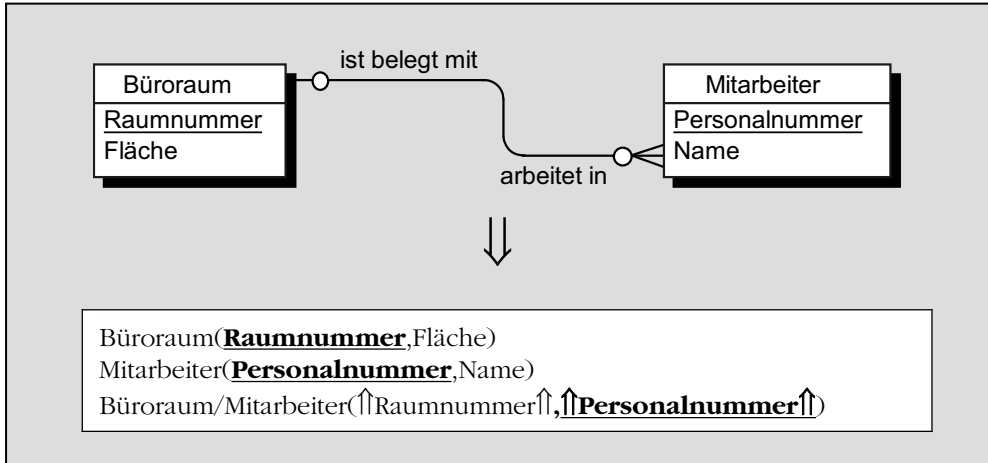 ist belegt mit
Büroraum
Raumnummer
Fläche
Mitarbeiter
Personalnummer
Name
arbeitet in
⇓
Büroraum(Raumnummer,Fläche)
Mitarbeiter(Personalnummer,Name)
Büroraum/Mitarbeiter(⇑Raumnummer⇑,⇑Personalnummer⇑)